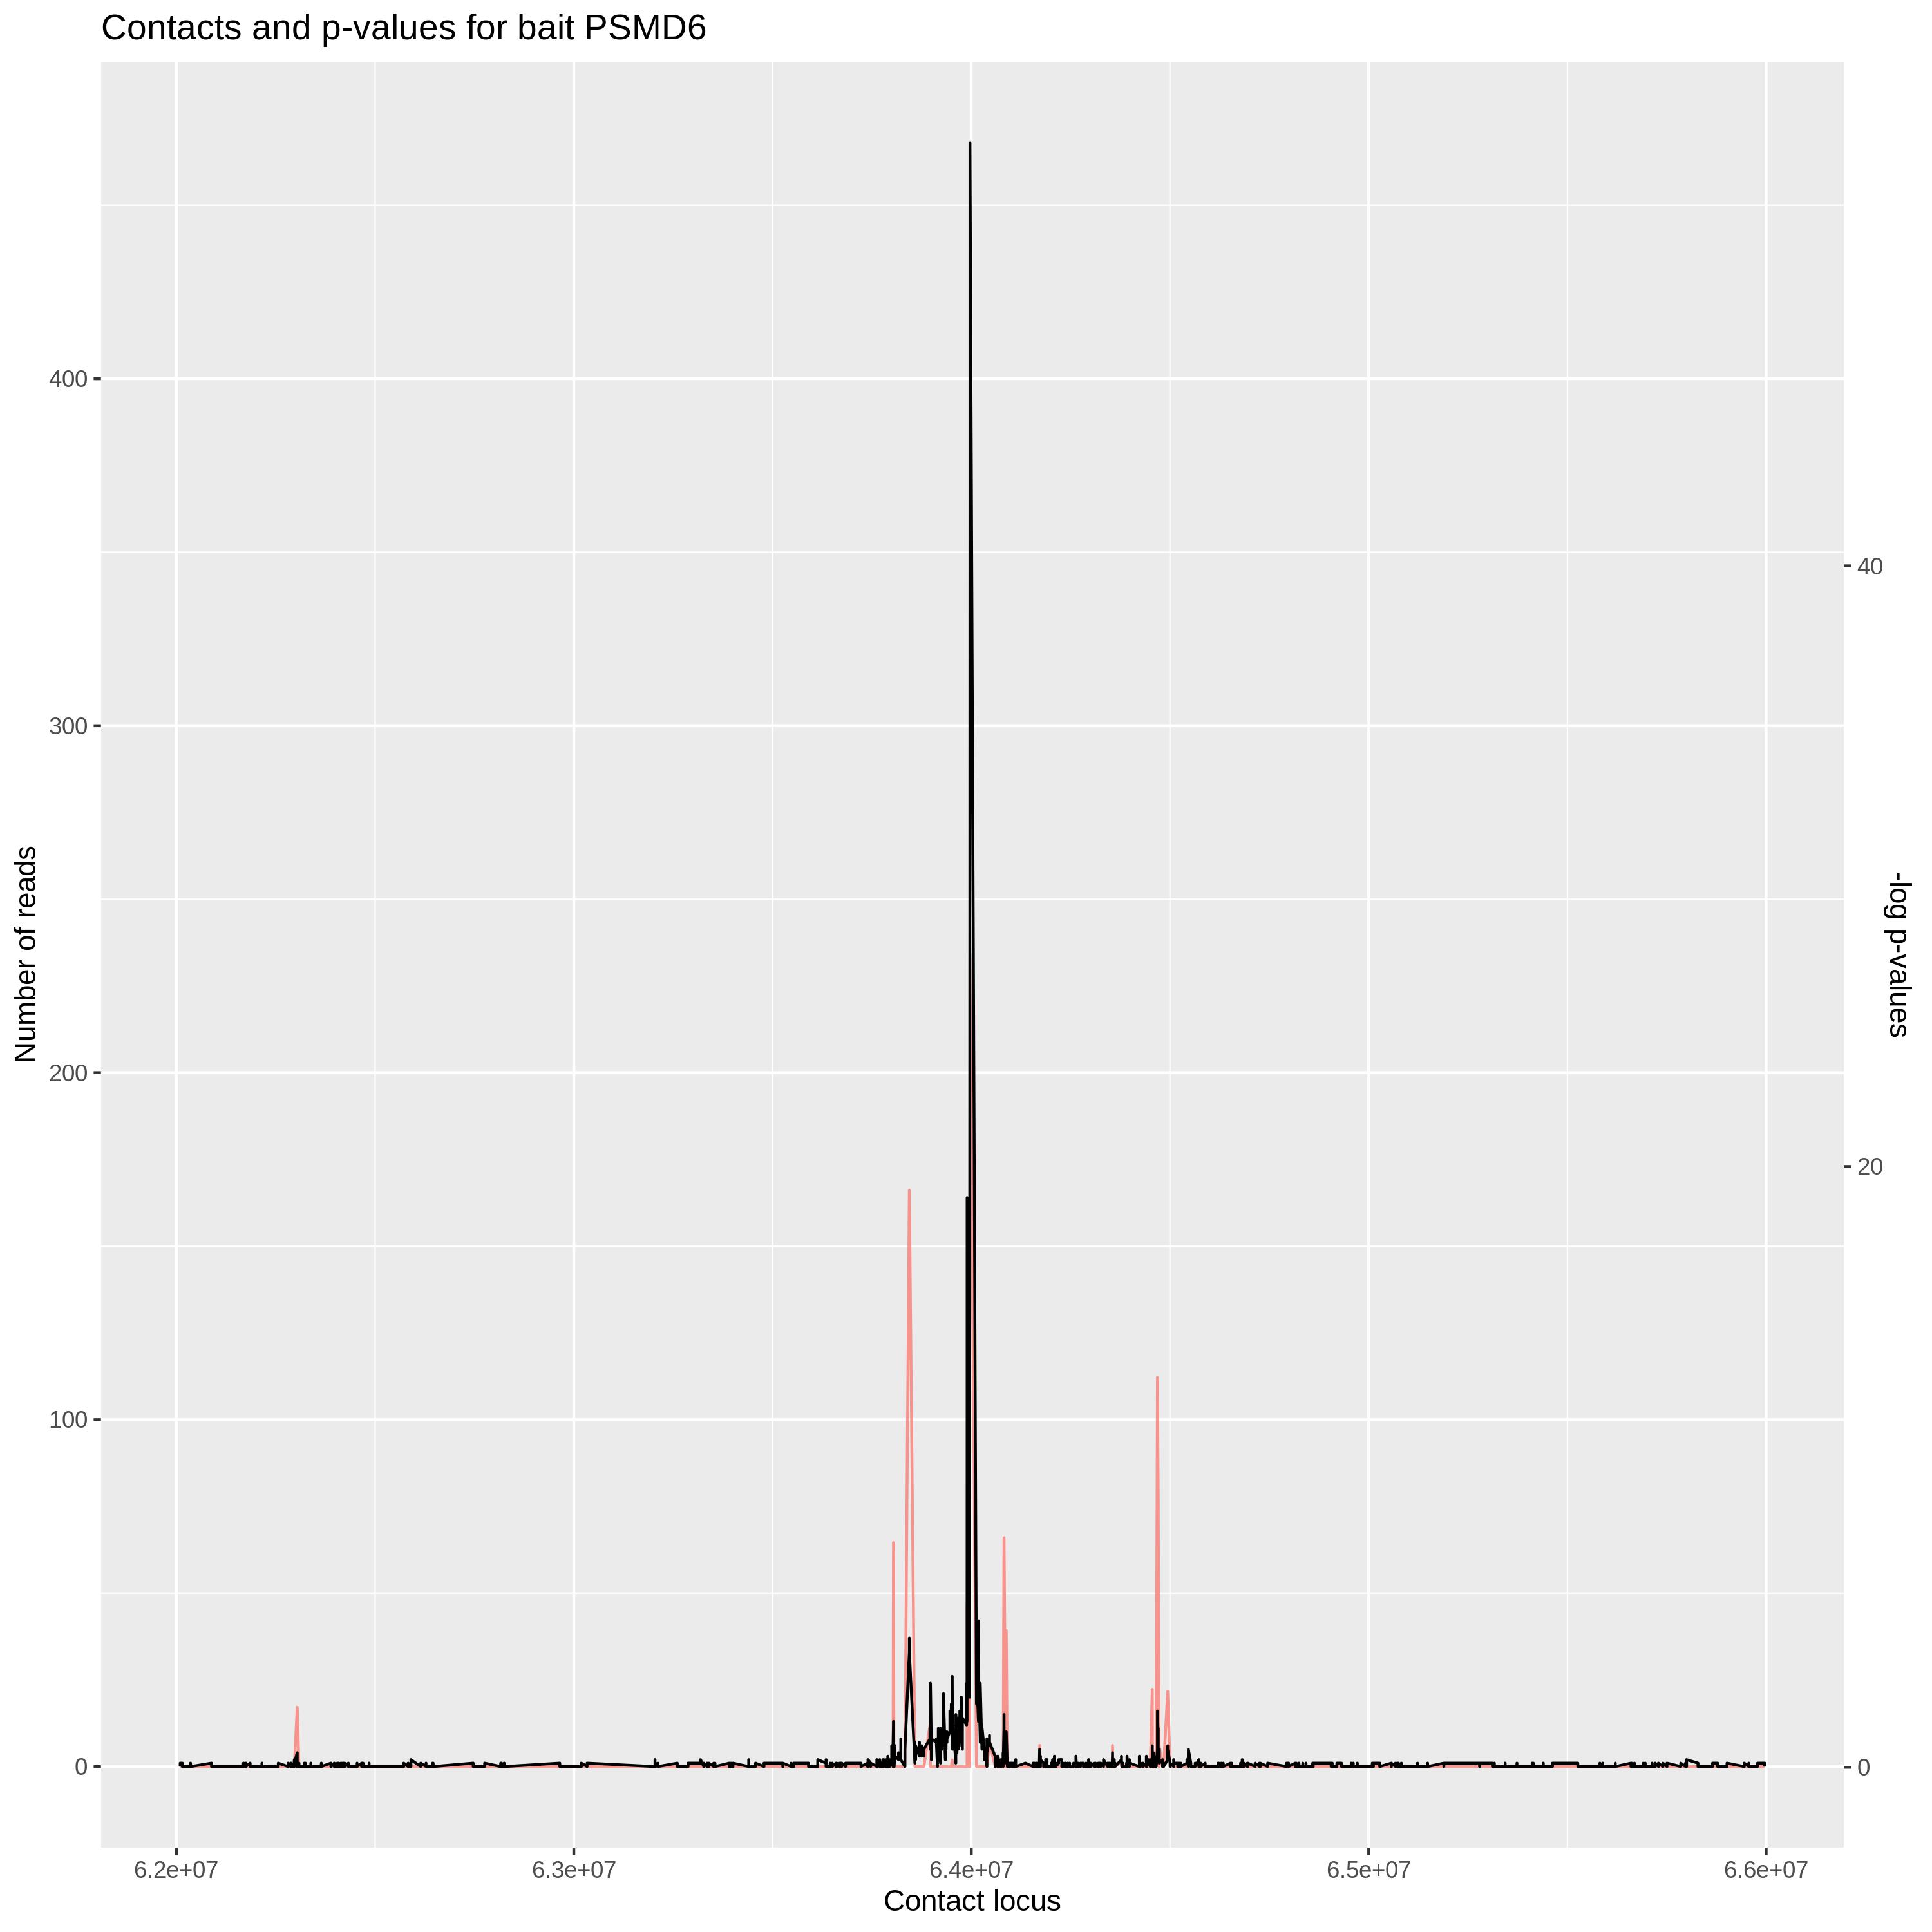 Contacts and p-values for bait PSMD6
400
300
200
100
0
40
20
0
Number of reads
-log p-values
6.2e+07 6.3e+07 6.4e+07 6.5e+07 6.6e+07
Contact locus